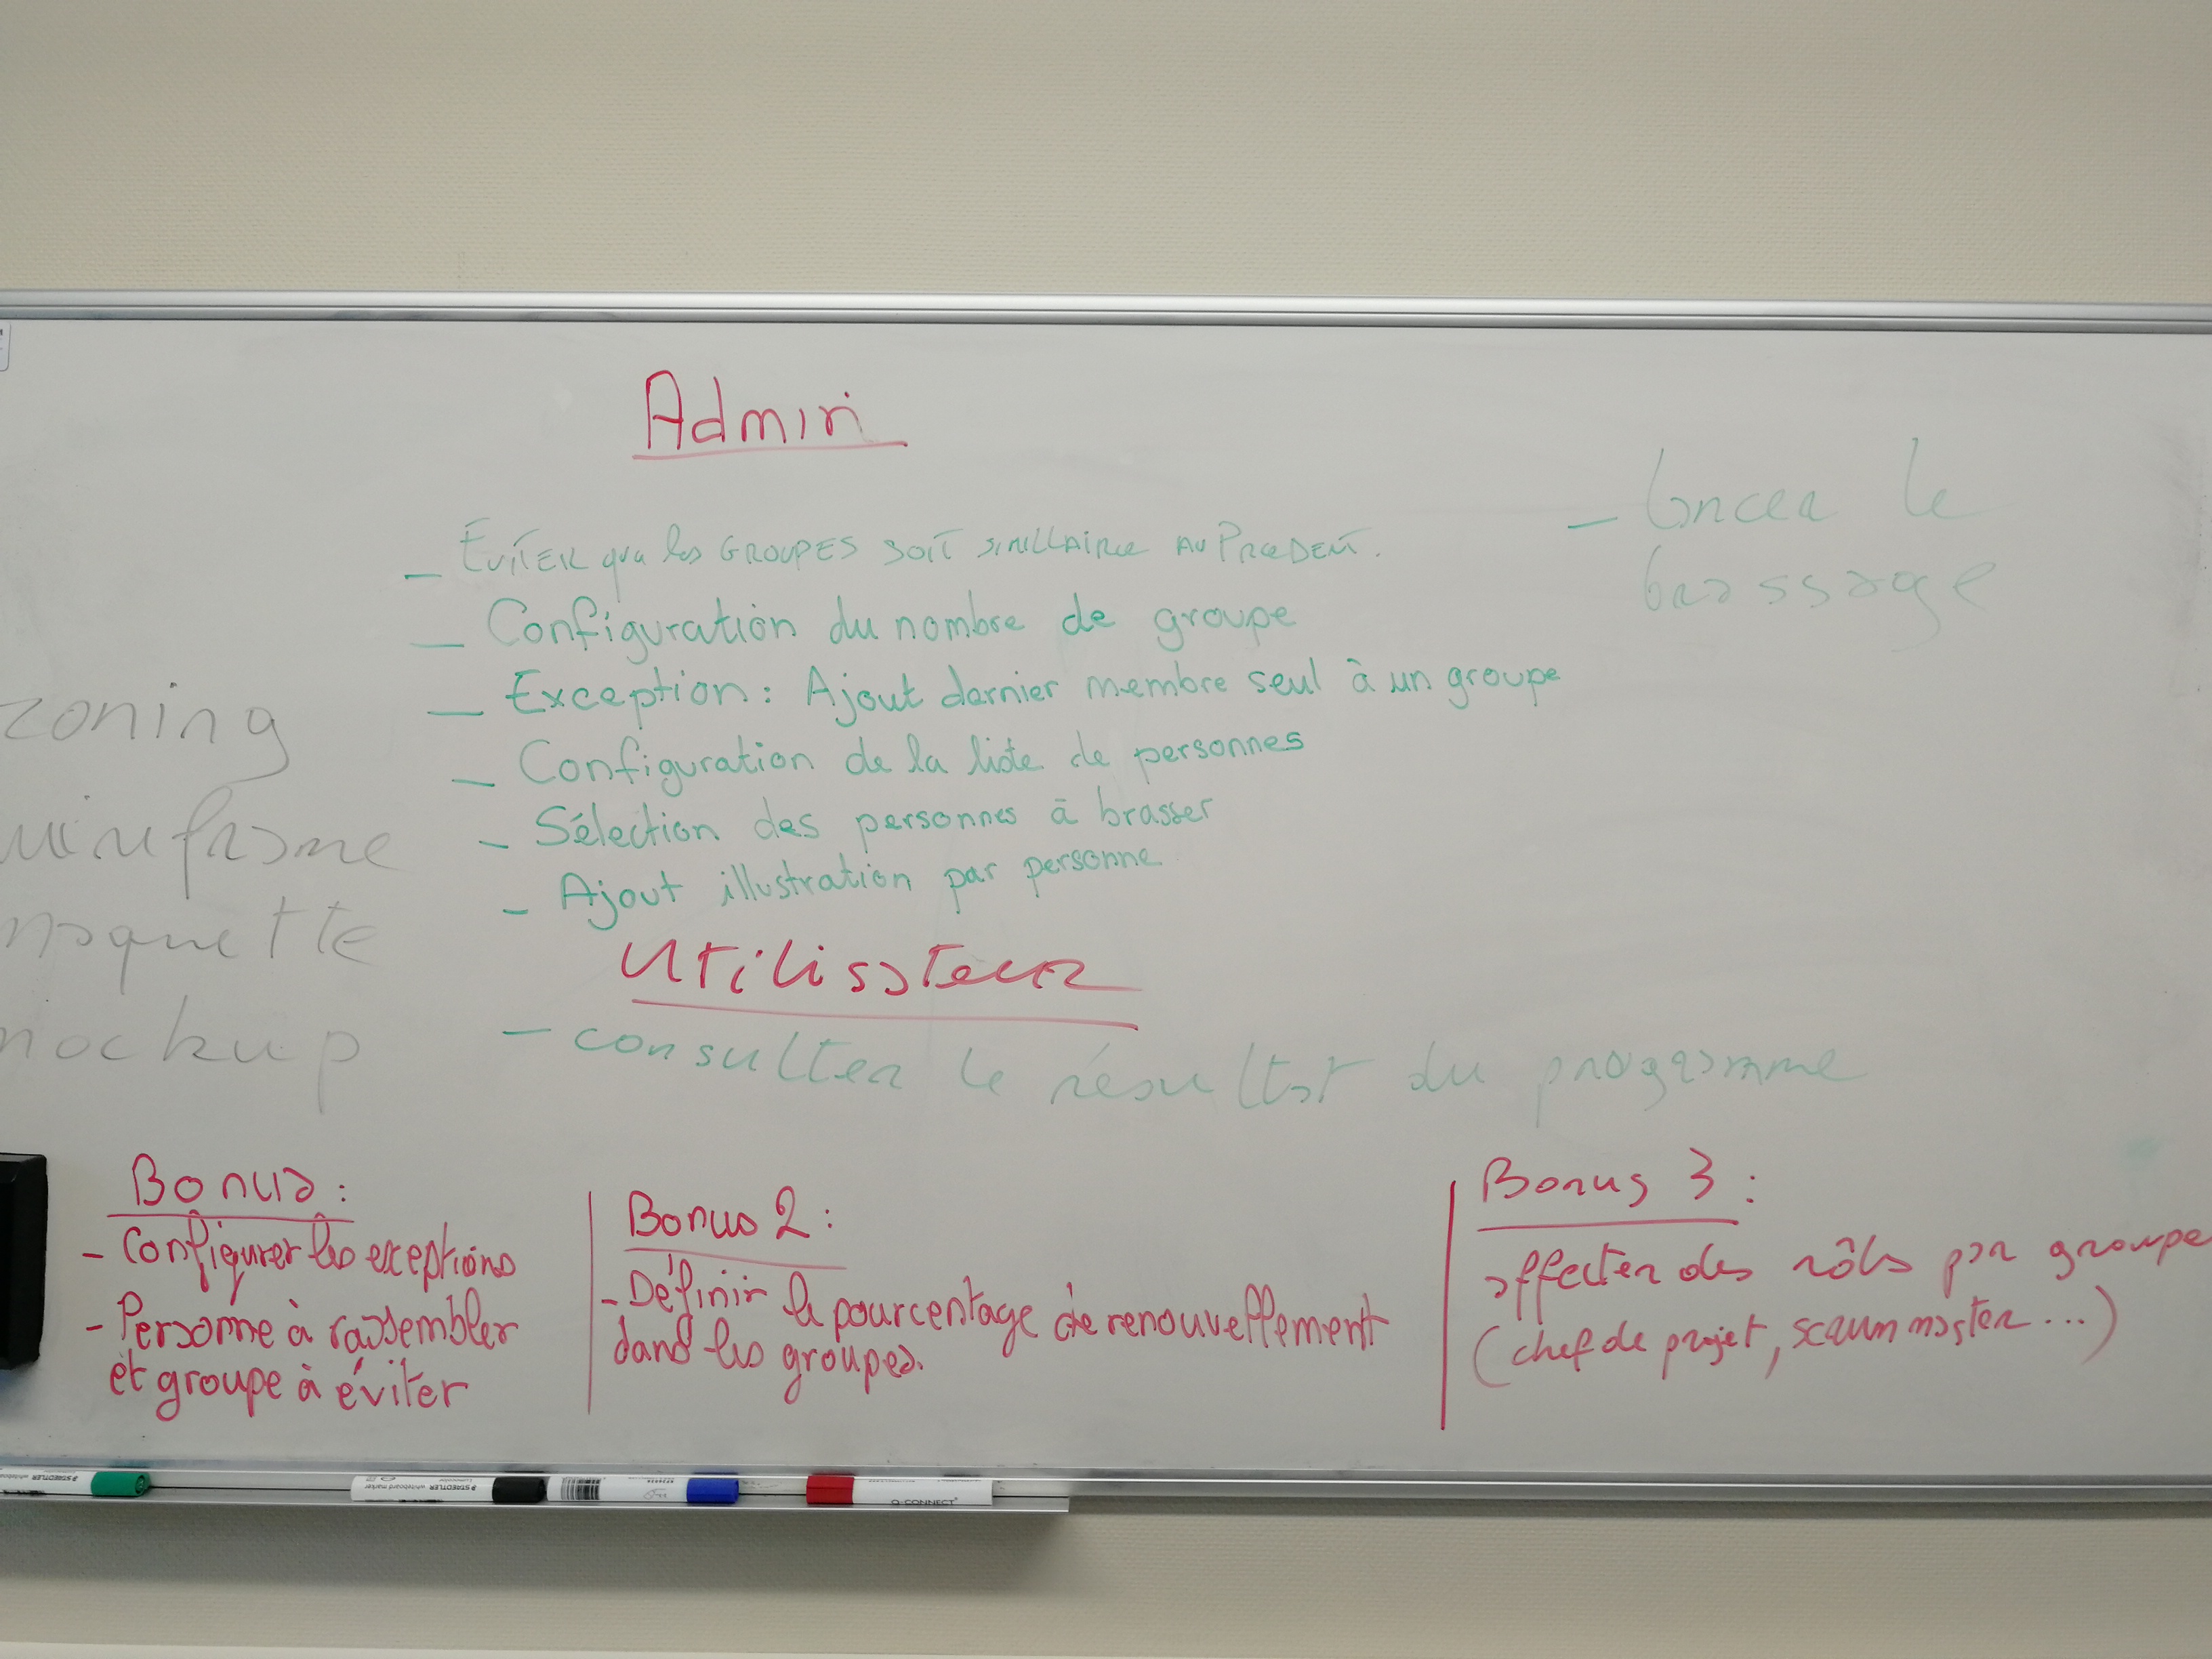 Admin
_ EVITER que les GROUPES SOIT SIMILLAIRE AU PRCEDENT.
_ Configuration du nombre de groupe
_ Exception: Ajout dernier membre seul à un groupe
_ Configuration de la liste de personnes
_ Sélection des personnes à brasser
- Ajout illustration par personne
- lancer le
brassage
zoning
wireframe
maquette
mockup
Utilisateur
- consulter le résultat du programme
Bonus:
- Configurer les exceptions
- Personne à rassembler
et groupe à éviter
Bonus 2:
- Définir le pourcentage de renouvellement
dans les groupes.
Bonus 3:
affecter des rôles par groupe
(chef de projet, scrum master...)
STAEDTLER
STAEDTLER whiteboard marker
Q-CONNECT